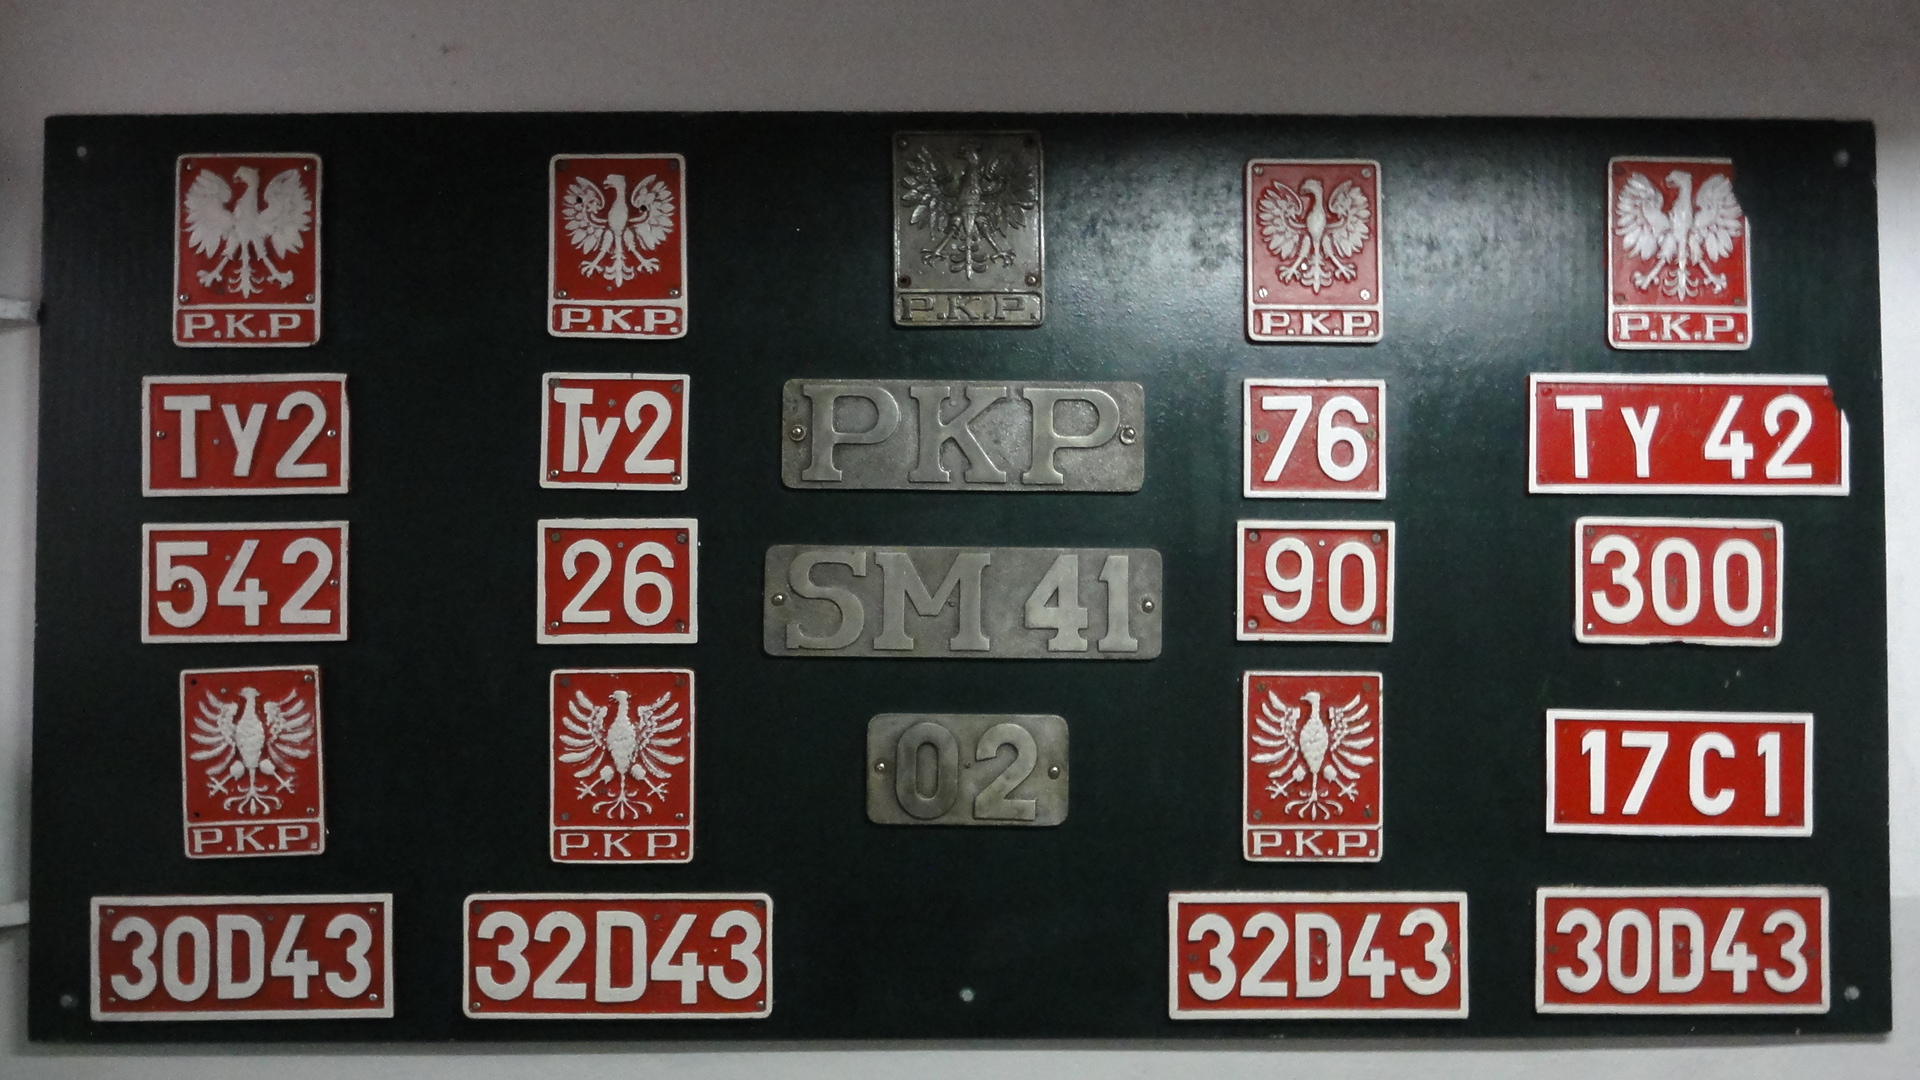 P.K.P
P.K.P.
P.K.P.
P.K.P.
P.K.P.
TY2
Ty2
PKP
76
TY 42
542
26
SM 41
90
300
P.K.P.
P.K P.
02
P.K.P.
17C1
30D43
32D43
32D43
30D43